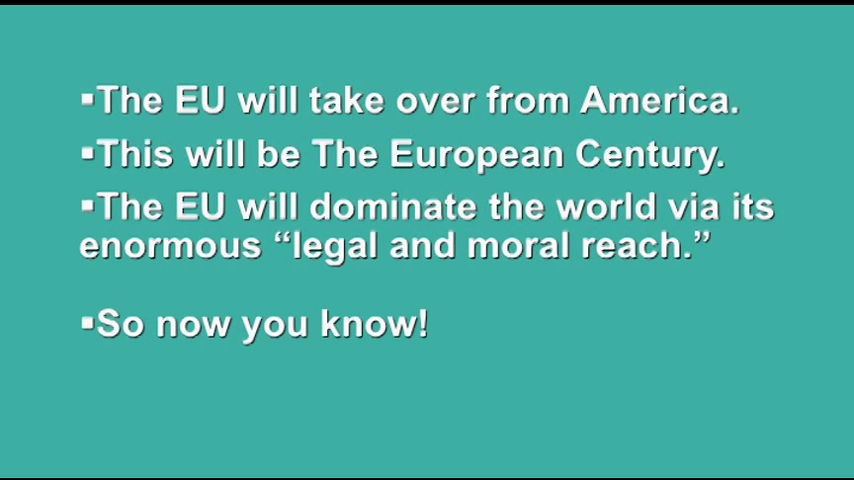 ▪The EU will take over from America.
▪This will be The European Century.
▪The EU will dominate the world via its
enormous “legal and moral reach.”
▪So now you know!